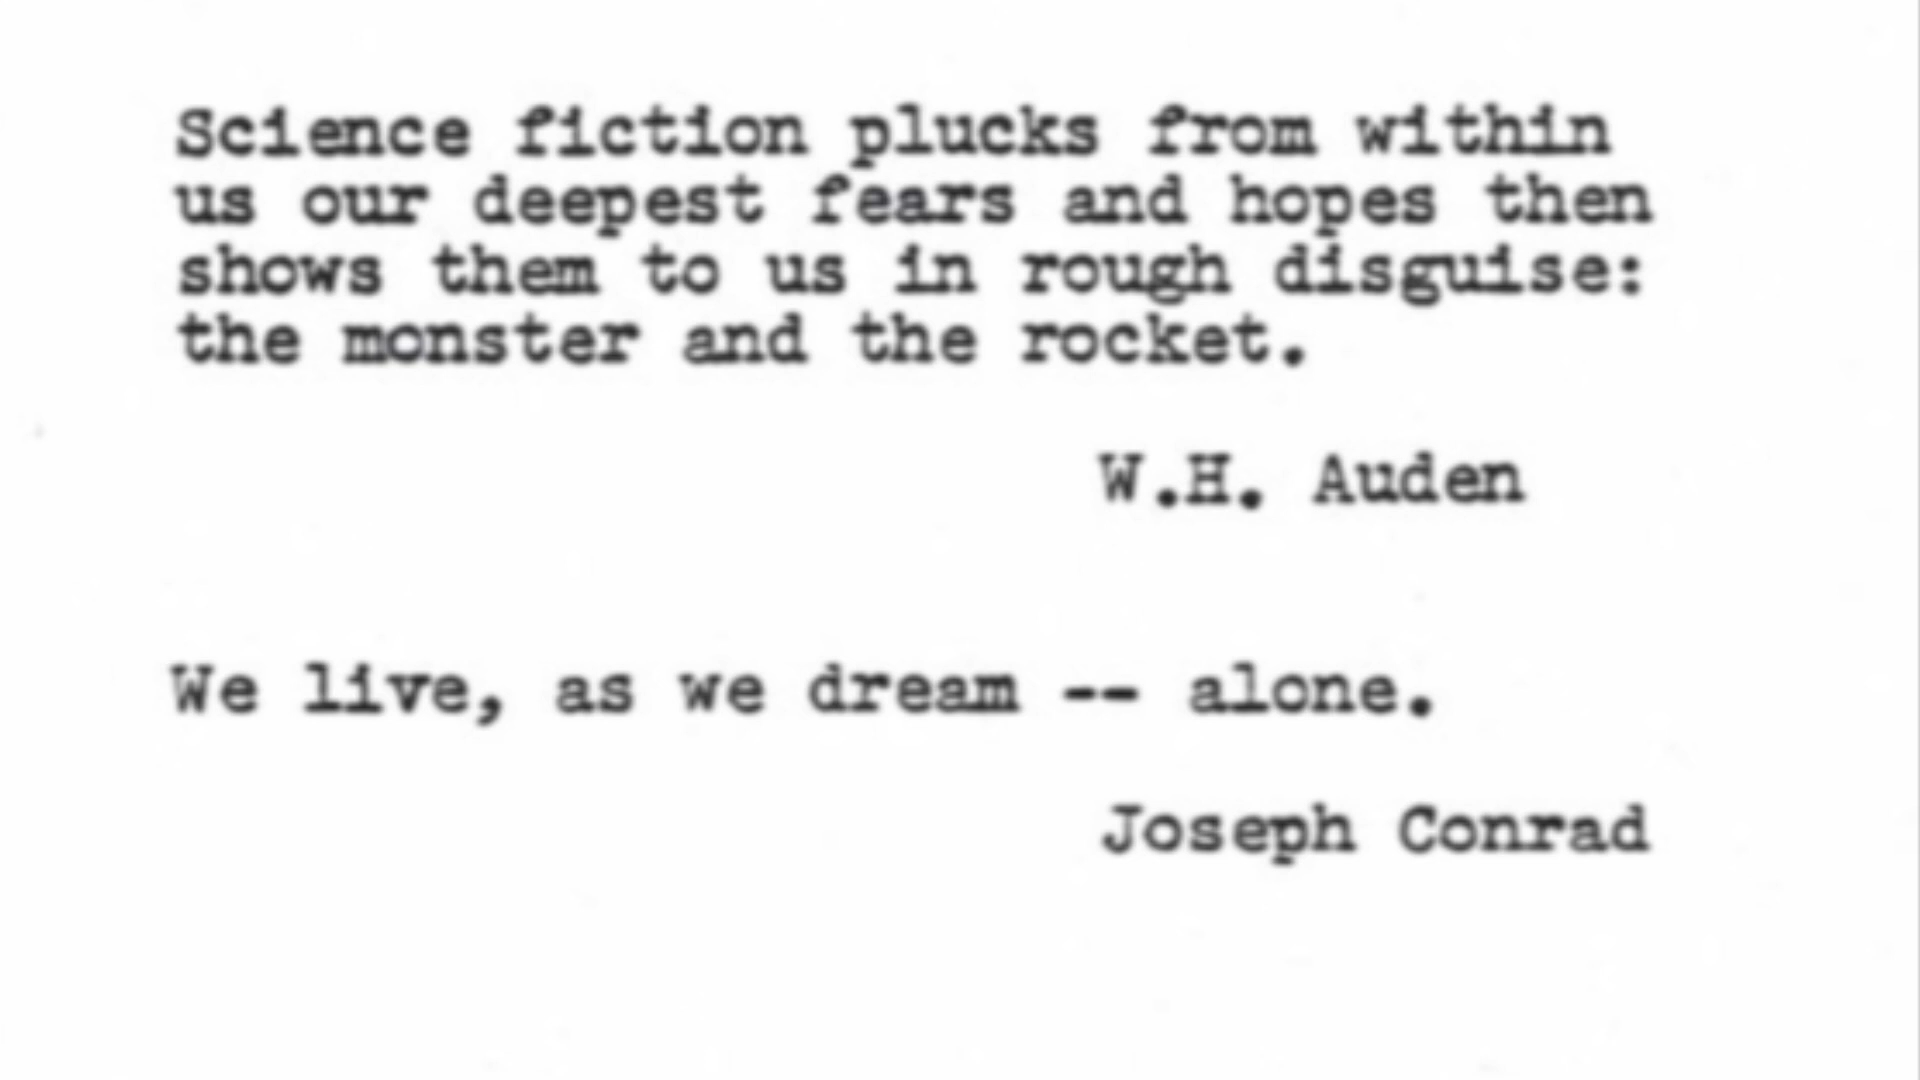 Science fiction plucks from within
us our deepest fears and hopes then
shows them to us in rough disguise:
the monster and the rocket.
W.H. Auden
We live, as we dream -- alone.
Joseph Conrad